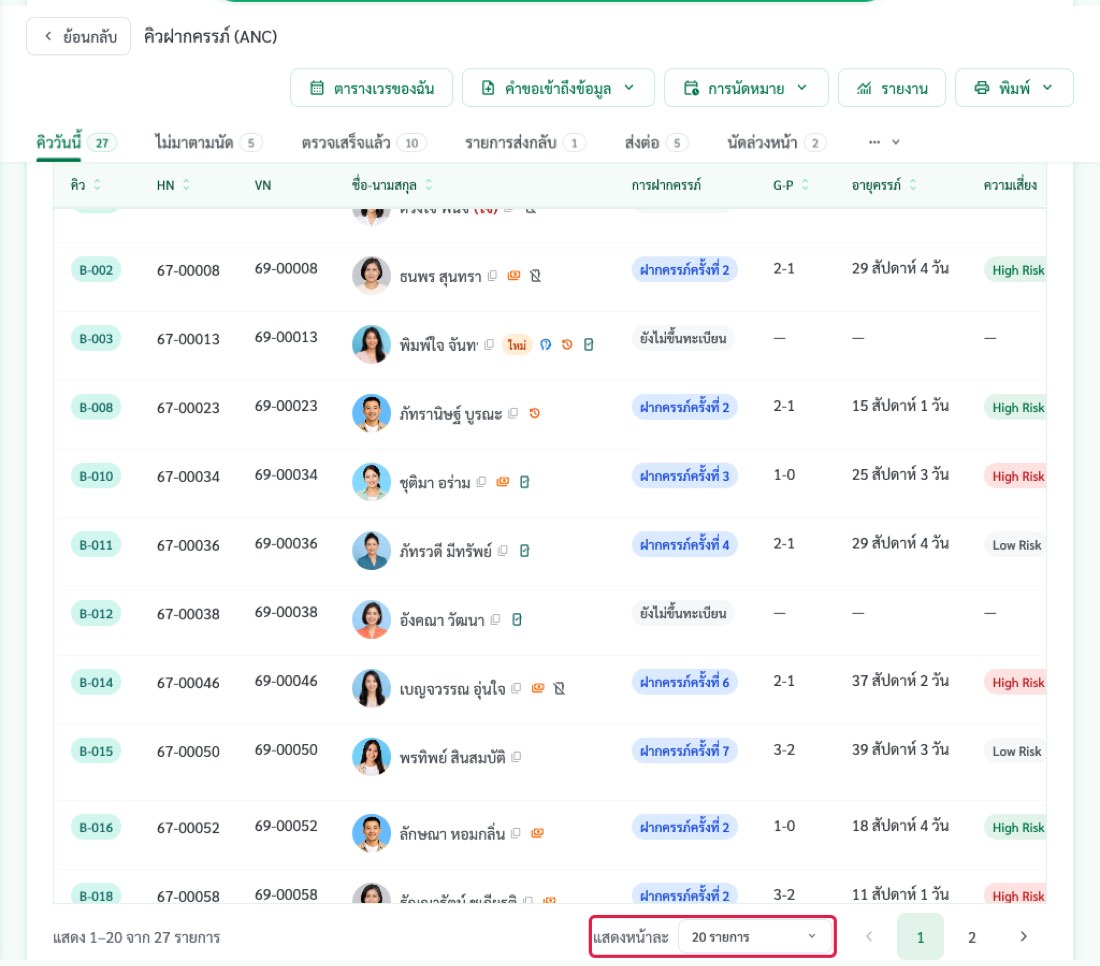 ย้อนกลับ คิวฝากครรภ์ (ANC)
ตารางเวรของฉัน คำขอเข้าถึงข้อมูล การนัดหมาย รายงาน พิมพ์
คิววันนี้ 27 ไม่มาตามนัด 5 ตรวจเสร็จแล้ว 10 รายการส่งกลับ 1 ส่งต่อ 5 นัดล่วงหน้า 2 ...
คิว HN VN ชื่อ-นามสกุล การฝากครรภ์ G-P อายุครรภ์ ความเสี่ยง
B-002 67-00008 69-00008 ธนพร สุนทรา ฝากครรภ์ครั้งที่ 2 2-1 29 สัปดาห์ 4 วัน High Risk
B-003 67-00013 69-00013 พิมพ์ใจ จันท ใหม่ ยังไม่ขึ้นทะเบียน — — —
B-008 67-00023 69-00023 ภัทรานิษฐ์ บูรณะ ฝากครรภ์ครั้งที่ 2 2-1 15 สัปดาห์ 1 วัน High Risk
B-010 67-00034 69-00034 ชุติมา อร่าม ฝากครรภ์ครั้งที่ 3 1-0 25 สัปดาห์ 3 วัน High Risk
B-011 67-00036 69-00036 ภัทรวดี มีทรัพย์ ฝากครรภ์ครั้งที่ 4 2-1 29 สัปดาห์ 4 วัน Low Risk
B-012 67-00038 69-00038 อังคณา วัฒนา ยังไม่ขึ้นทะเบียน — — —
B-014 67-00046 69-00046 เบญจวรรณ อุ่นใจ ฝากครรภ์ครั้งที่ 6 2-1 37 สัปดาห์ 2 วัน High Risk
B-015 67-00050 69-00050 พรทิพย์ สินสมบัติ ฝากครรภ์ครั้งที่ 7 3-2 39 สัปดาห์ 3 วัน Low Risk
B-016 67-00052 69-00052 ลักษณา หอมกลิ่น ฝากครรภ์ครั้งที่ 2 1-0 18 สัปดาห์ 4 วัน High Risk
B-018 67-00058 69-00058 ฝากครรภ์ครั้งที่ 2 3-2 11 สัปดาห์ 1 วัน High Risk
แสดง 1–20 จาก 27 รายการ แสดงหน้าละ 20 รายการ 1 2